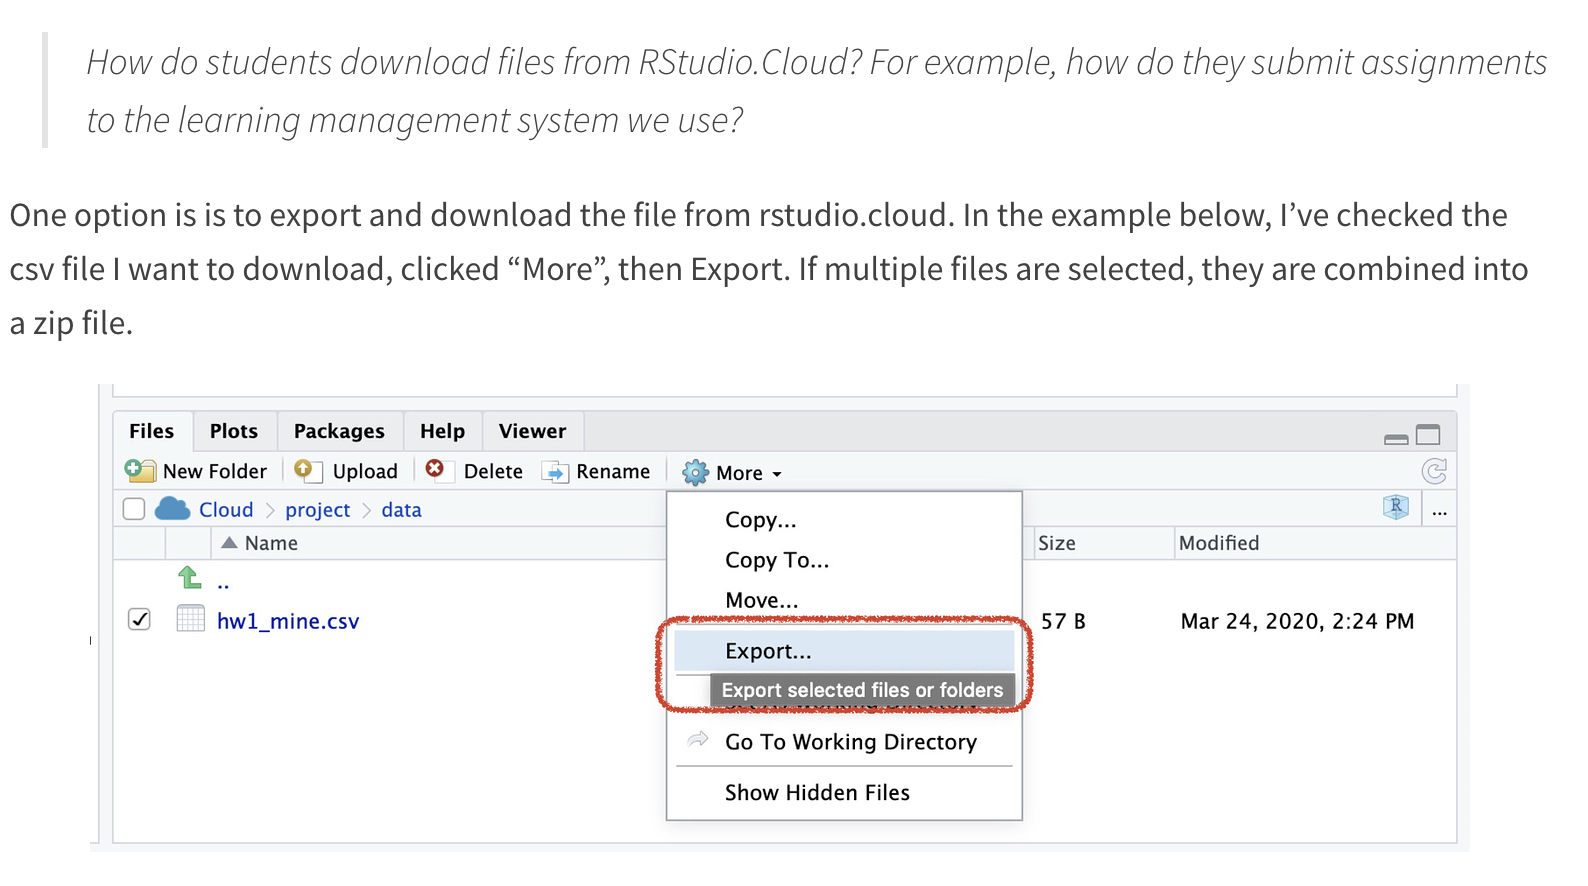 How do students download files from RStudio.Cloud? For example, how do they submit assignments
to the learning management system we use?
One option is is to export and download the file from rstudio.cloud. In the example below, I’ve checked the
csv file I want to download, clicked “More”, then Export. If multiple files are selected, they are combined into
a zip file.
Files Plots Packages Help Viewer
New Folder Upload Delete Rename More
Cloud project data R ...
Name Size Modified
..
hw1_mine.csv 57 B Mar 24, 2020, 2:24 PM
Copy...
Copy To...
Move...
Export...
Export selected files or folders
Go To Working Directory
Show Hidden Files